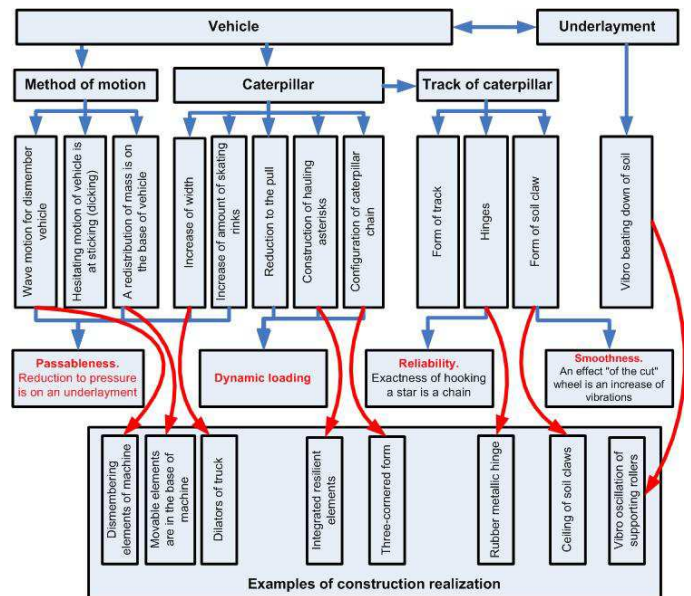 Vehicle
Underlayment
Method of motion
Caterpillar
Track of caterpillar
Wave motion for dismember
vehicle
Hesitating motion of vehicle is
at sticking (dicking)
A redistribution of mass is on
the base of vehicle
Increase of width
Increase of amount of skating
rinks
Reduction to the pull
Construction of hauling
asterisks
Configuration of caterpillar
chain
Form of track
Hinges
Form of soil claw
Vibro beating down of soil
Passableness.
Reduction to pressure
is on an underlayment
Dynamic loading
Reliability.
Exactness of hooking
a star is a chain
Smoothness.
An effect "of the cut"
wheel is an increase of
vibrations
Dismembering
elements of machine
Movable elements
are in the base of
machine
Dilators of truck
Integrated resilient
elements
Three-cornered form
Rubber metallic hinge
Ceiling of soil claws
Vibro oscillation of
supporting rollers
Examples of construction realization